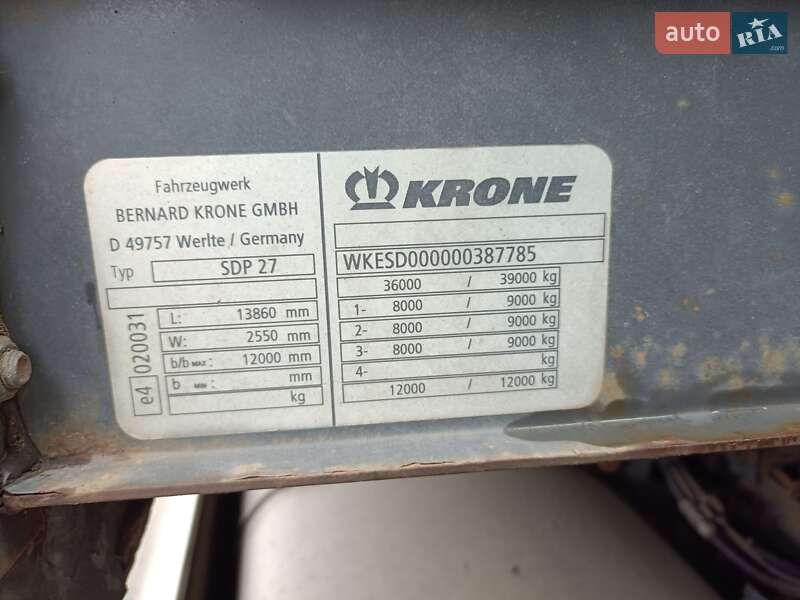 auto RIA .com
Fahrzeugwerk
BERNARD KRONE GMBH
D 49757 Werlte / Germany
Typ SDP 27
e4 020031
L: 13860 mm
W: 2550 mm
b/b MAX : 12000 mm
b MIN : mm
kg
KRONE
WKESD000000387785
36000 / 39000 kg
1- 8000 / 9000 kg
2- 8000 / 9000 kg
3- 8000 / 9000 kg
4- kg
12000 / 12000 kg